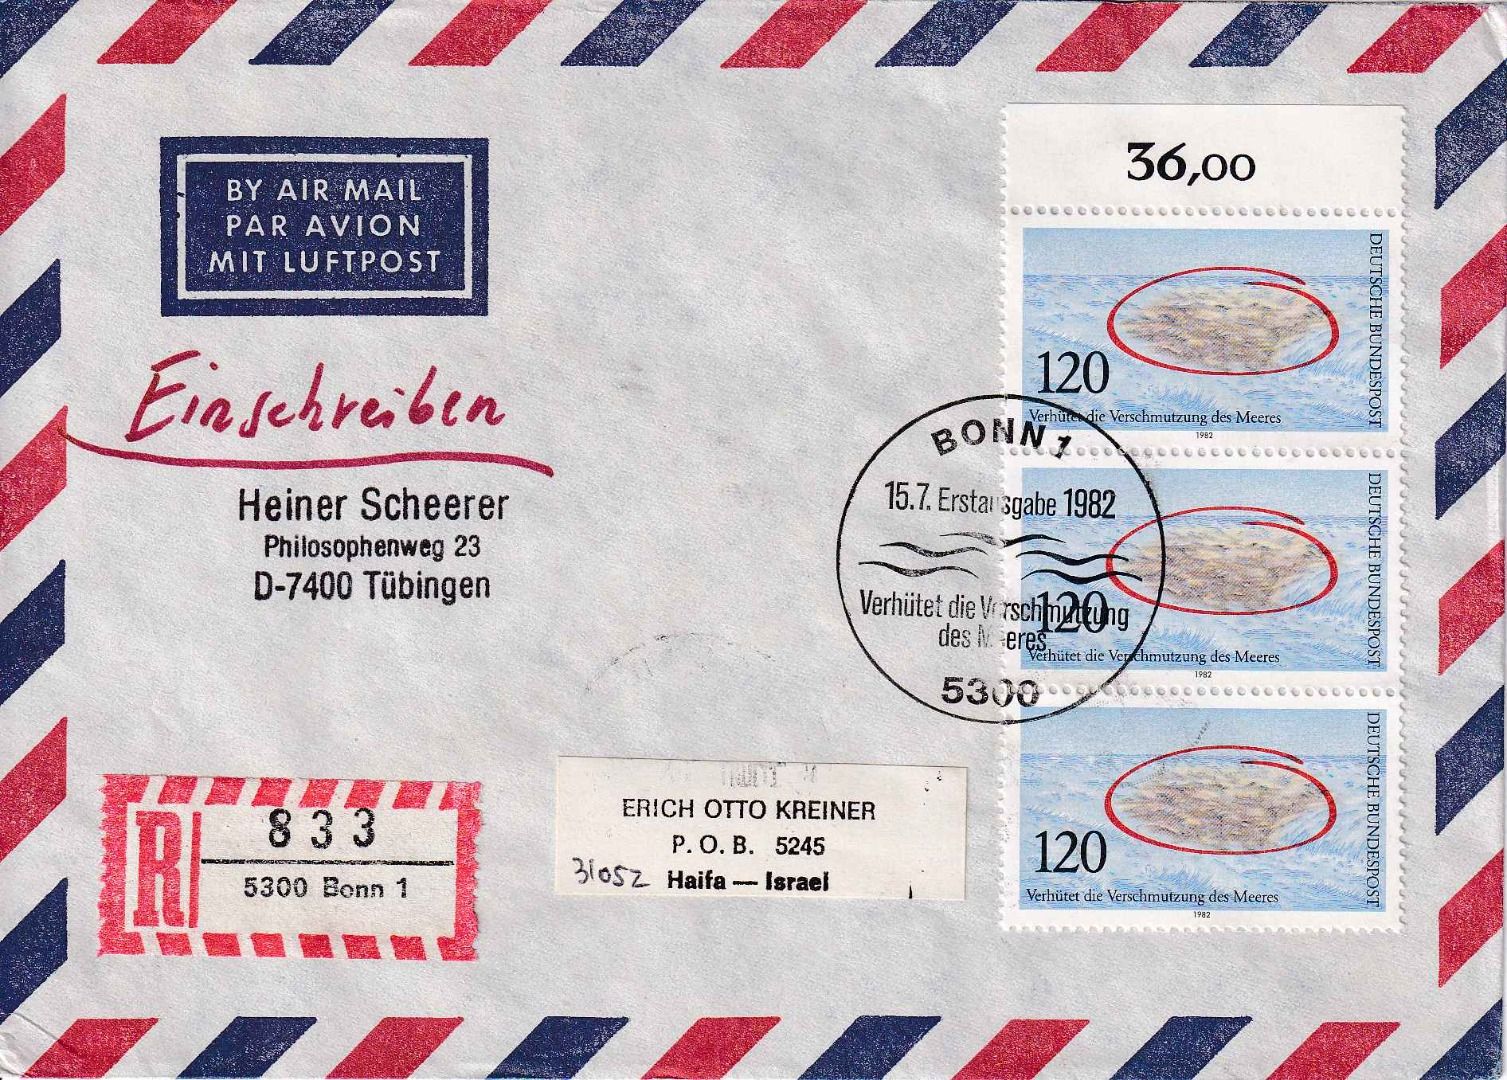 BY AIR MAIL
PAR AVION
MIT LUFTPOST
Einschreiben
Heiner Scheerer
Philosophenweg 23
D-7400 Tübingen
R
833
5300 Bonn 1
ERICH OTTO KREINER
P. O. B. 5245
31052 Haifa — Israel
BONN 1
15.7. Erstausgabe 1982
Verhütet die Verschmutzung
des Meeres
5300
36,00
DEUTSCHE BUNDESPOST
120
Verhütet die Verschmutzung des Meeres
1982
DEUTSCHE BUNDESPOST
120
Verhütet die Verschmutzung des Meeres
1982
DEUTSCHE BUNDESPOST
120
Verhütet die Verschmutzung des Meeres
1982